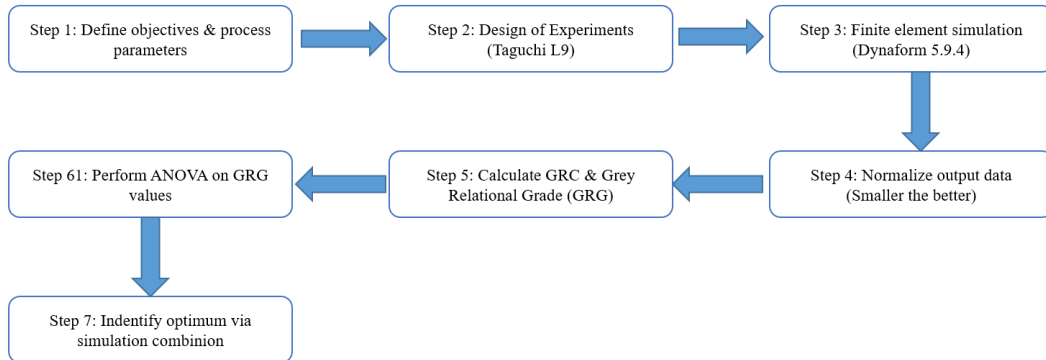 Step 1: Define objectives & process
parameters
Step 2: Design of Experiments
(Taguchi L9)
Step 3: Finite element simulation
(Dynaform 5.9.4)
Step 4: Normalize output data
(Smaller the better)
Step 5: Calculate GRC & Grey
Relational Grade (GRG)
Step 61: Perform ANOVA on GRG
values
Step 7: Indentify optimum via
simulation combinion